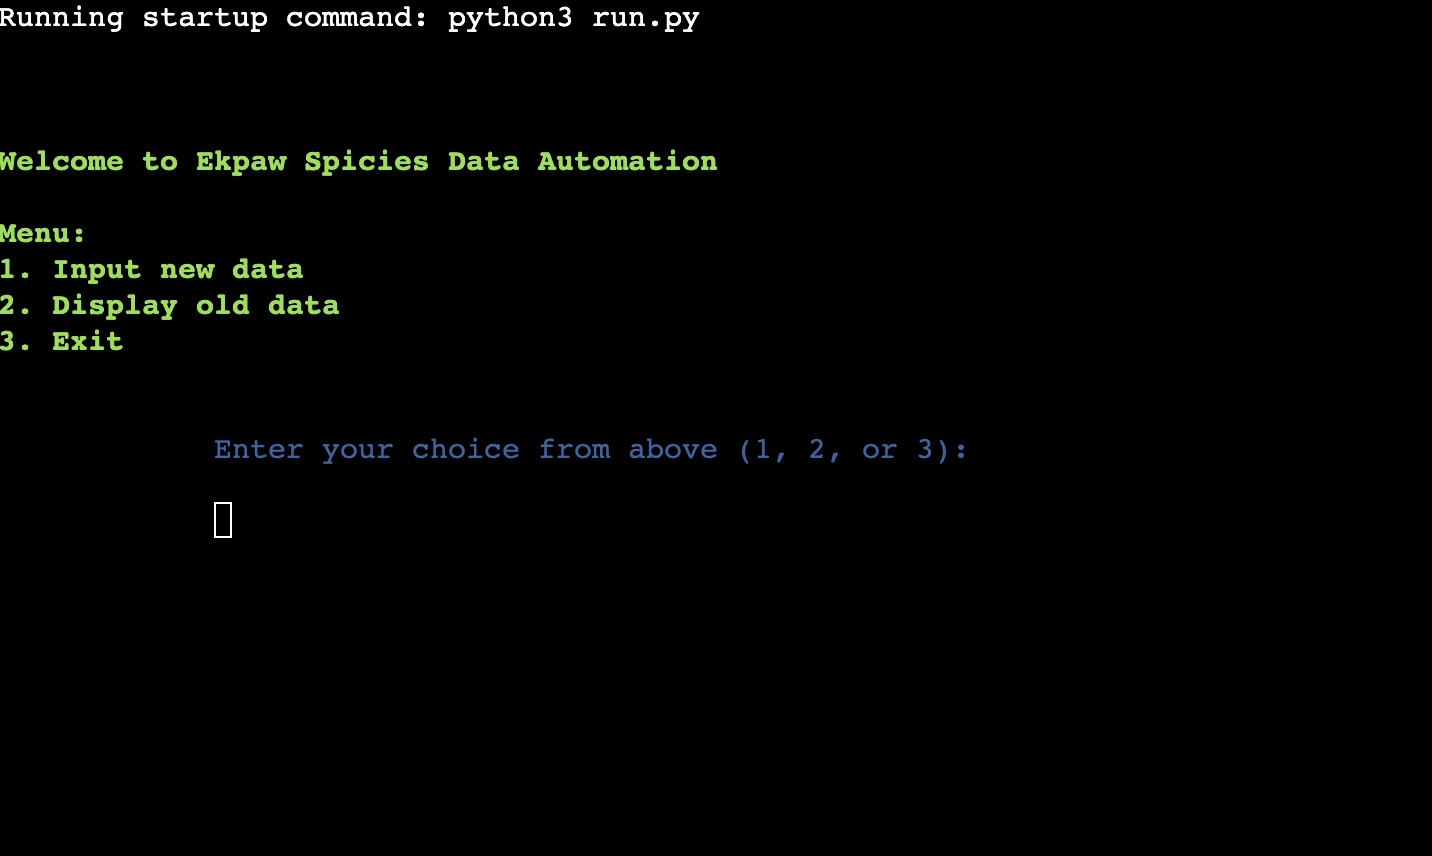 Running startup command: python3 run.py
Welcome to Ekpaw Spicies Data Automation
Menu:
1. Input new data
2. Display old data
3. Exit
Enter your choice from above (1, 2, or 3):